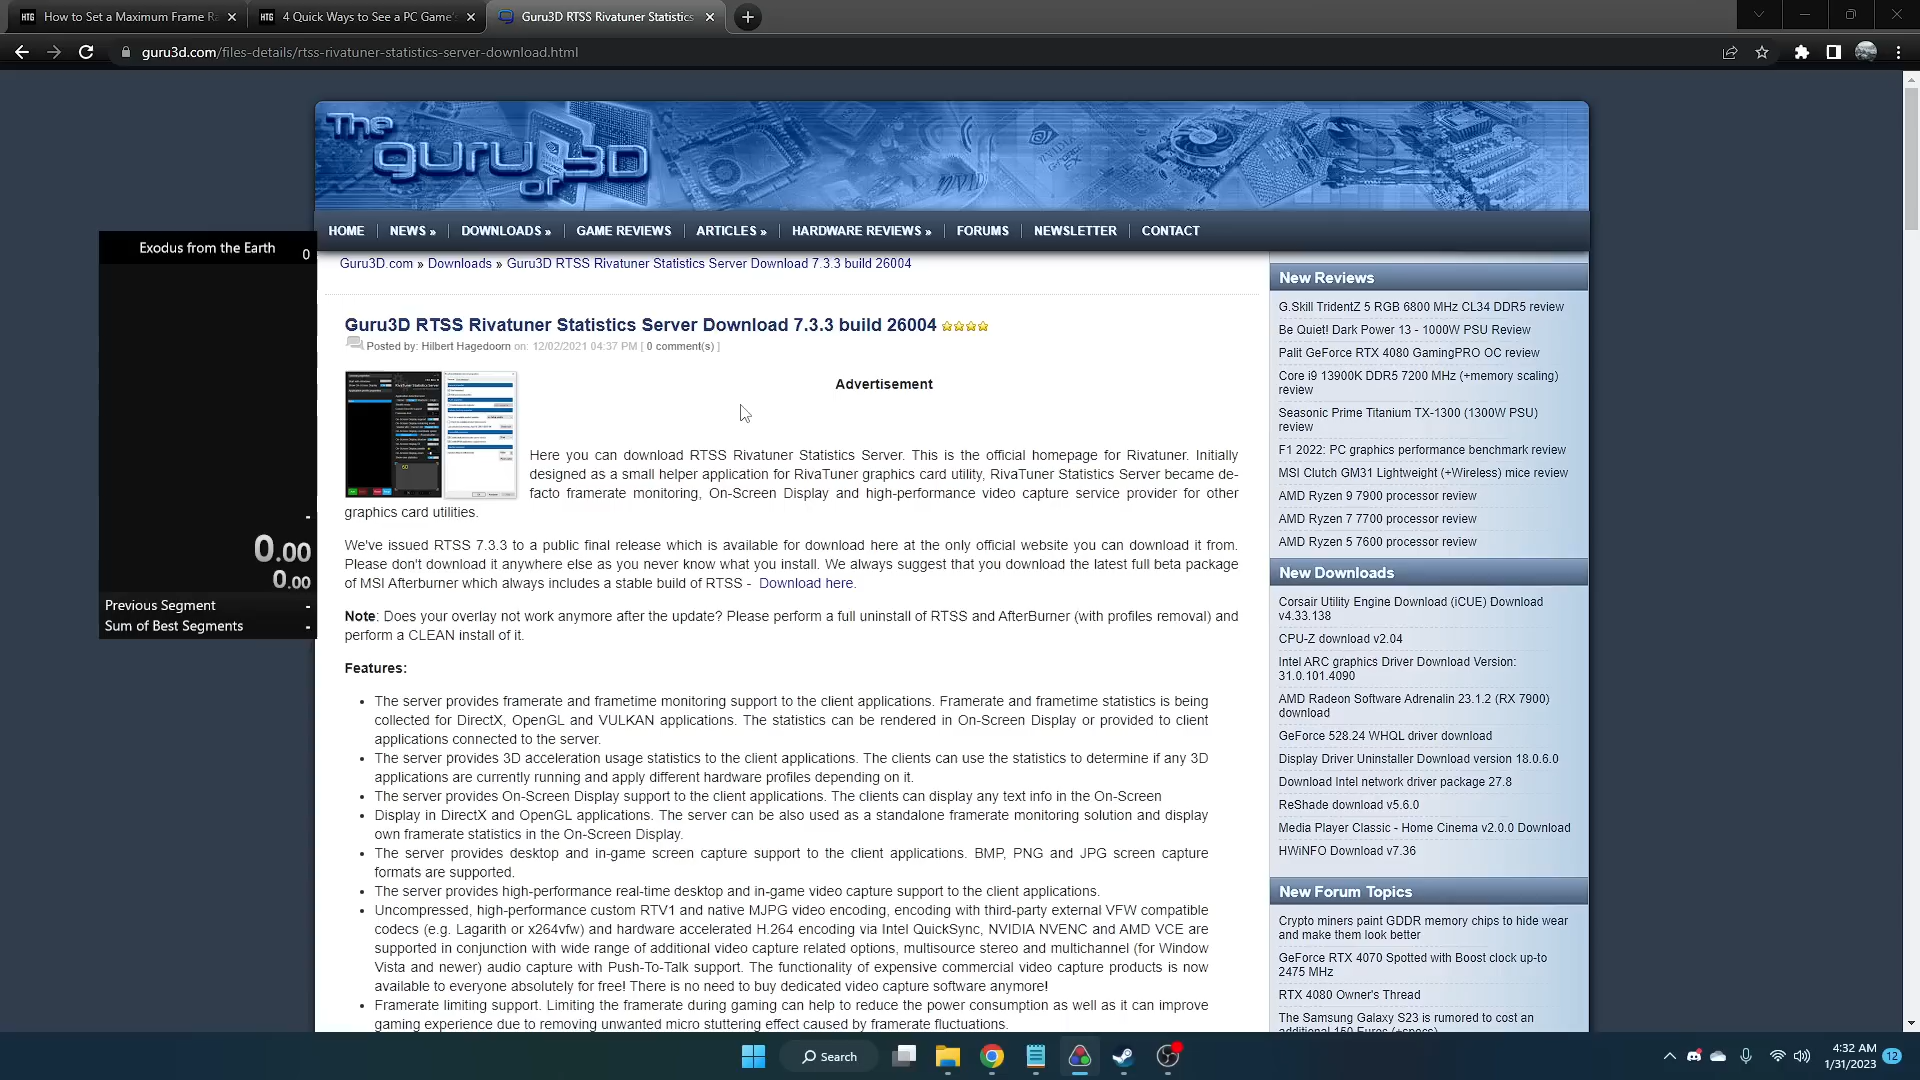 How to Set a Maximum Frame Ra
4 Quick Ways to See a PC Game's
Guru3D RTSS Rivatuner Statistics
guru3d.com/files-details/rtss-rivatuner-statistics-server-download.html
The
guru 3D
of
HOME NEWS » DOWNLOADS » GAME REVIEWS ARTICLES » HARDWARE REVIEWS » FORUMS NEWSLETTER CONTACT
Exodus from the Earth 0
-
0.00
0.00
Previous Segment -
Sum of Best Segments -
Guru3D.com » Downloads » Guru3D RTSS Rivatuner Statistics Server Download 7.3.3 build 26004
Guru3D RTSS Rivatuner Statistics Server Download 7.3.3 build 26004
Posted by: Hilbert Hagedoorn on: 12/02/2021 04:37 PM [ 0 comment(s) ]
Advertisement
Here you can download RTSS Rivatuner Statistics Server. This is the official homepage for Rivatuner. Initially
designed as a small helper application for RivaTuner graphics card utility, RivaTuner Statistics Server became de-
facto framerate monitoring, On-Screen Display and high-performance video capture service provider for other
graphics card utilities.
We've issued RTSS 7.3.3 to a public final release which is available for download here at the only official website you can download it from.
Please don't download it anywhere else as you never know what you install. We always suggest that you download the latest full beta package
of MSI Afterburner which always includes a stable build of RTSS - Download here.
Note: Does your overlay not work anymore after the update? Please perform a full uninstall of RTSS and AfterBurner (with profiles removal) and
perform a CLEAN install of it.
Features:
• The server provides framerate and frametime monitoring support to the client applications. Framerate and frametime statistics is being
collected for DirectX, OpenGL and VULKAN applications. The statistics can be rendered in On-Screen Display or provided to client
applications connected to the server.
• The server provides 3D acceleration usage statistics to the client applications. The clients can use the statistics to determine if any 3D
applications are currently running and apply different hardware profiles depending on it.
• The server provides On-Screen Display support to the client applications. The clients can display any text info in the On-Screen
• Display in DirectX and OpenGL applications. The server can be also used as a standalone framerate monitoring solution and display
own framerate statistics in the On-Screen Display.
• The server provides desktop and in-game screen capture support to the client applications. BMP, PNG and JPG screen capture
formats are supported.
• The server provides high-performance real-time desktop and in-game video capture support to the client applications.
• Uncompressed, high-performance custom RTV1 and native MJPG video encoding, encoding with third-party external VFW compatible
codecs (e.g. Lagarith or x264vfw) and hardware accelerated H.264 encoding via Intel QuickSync, NVIDIA NVENC and AMD VCE are
supported in conjunction with wide range of additional video capture related options, multisource stereo and multichannel (for Window
Vista and newer) audio capture with Push-To-Talk support. The functionality of expensive commercial video capture products is now
available to everyone absolutely for free! There is no need to buy dedicated video capture software anymore!
• Framerate limiting support. Limiting the framerate during gaming can help to reduce the power consumption as well as it can improve
gaming experience due to removing unwanted micro stuttering effect caused by framerate fluctuations.
New Reviews
G.Skill TridentZ 5 RGB 6800 MHz CL34 DDR5 review
Be Quiet! Dark Power 13 - 1000W PSU Review
Palit GeForce RTX 4080 GamingPRO OC review
Core i9 13900K DDR5 7200 MHz (+memory scaling)
review
Seasonic Prime Titanium TX-1300 (1300W PSU)
review
F1 2022: PC graphics performance benchmark review
MSI Clutch GM31 Lightweight (+Wireless) mice review
AMD Ryzen 9 7900 processor review
AMD Ryzen 7 7700 processor review
AMD Ryzen 5 7600 processor review
New Downloads
Corsair Utility Engine Download (iCUE) Download
v4.33.138
CPU-Z download v2.04
Intel ARC graphics Driver Download Version:
31.0.101.4090
AMD Radeon Software Adrenalin 23.1.2 (RX 7900)
download
GeForce 528.24 WHQL driver download
Display Driver Uninstaller Download version 18.0.6.0
Download Intel network driver package 27.8
ReShade download v5.6.0
Media Player Classic - Home Cinema v2.0.0 Download
HWiNFO Download v7.36
New Forum Topics
Crypto miners paint GDDR memory chips to hide wear
and make them look better
GeForce RTX 4070 Spotted with Boost clock up-to
2475 MHz
RTX 4080 Owner's Thread
The Samsung Galaxy S23 is rumored to cost an
additional 150 Euros (+specs)
Search
4:32 AM
1/31/2023
12